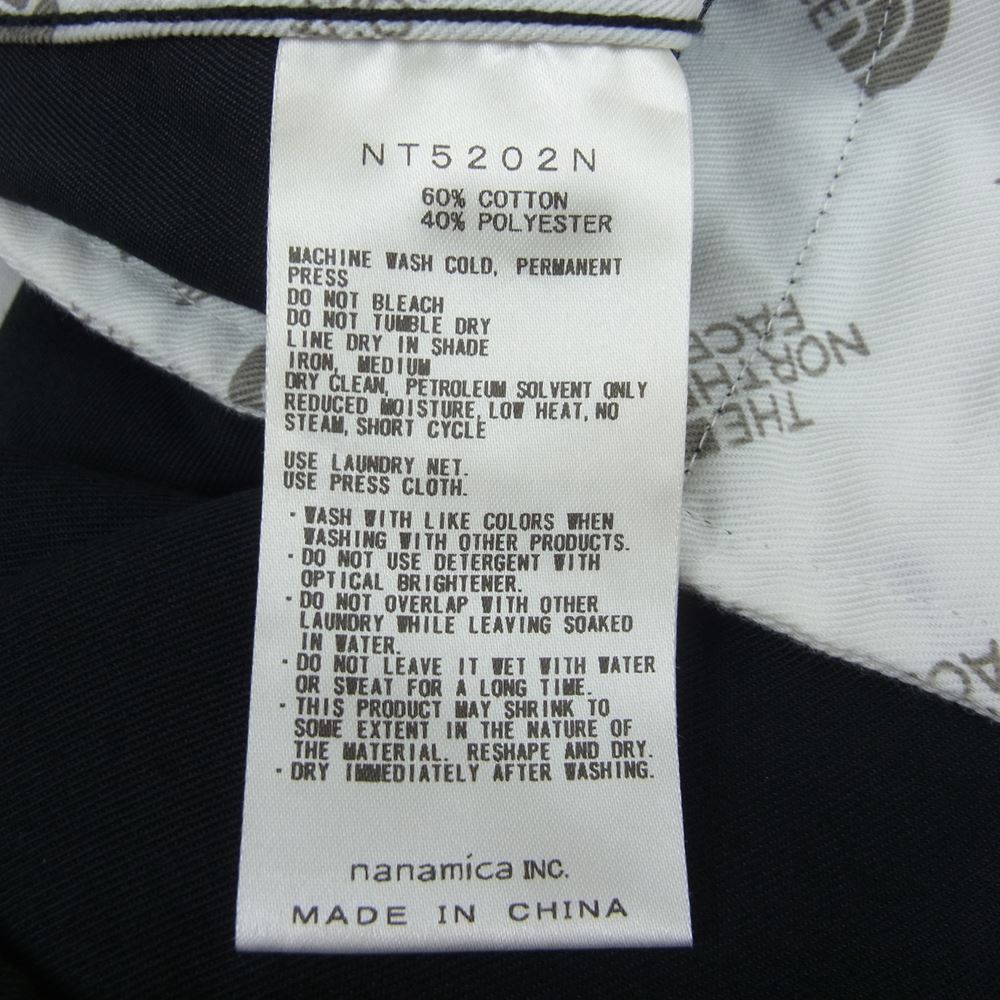 NT5202N
60% COTTON
40% POLYESTER
MACHINE WASH COLD, PERMANENT
PRESS
DO NOT BLEACH
DO NOT TUMBLE DRY
LINE DRY IN SHADE
IRON, MEDIUM
DRY CLEAN, PETROLEUM SOLVENT ONLY
REDUCED MOISTURE, LOW HEAT, NO
STEAM, SHORT CYCLE
USE LAUNDRY NET.
USE PRESS CLOTH.
・WASH WITH LIKE COLORS WHEN
WASHING WITH OTHER PRODUCTS.
・DO NOT USE DETERGENT WITH
OPTICAL BRIGHTENER.
・DO NOT OVERLAP WITH OTHER
LAUNDRY WHILE LEAVING SOAKED
IN WATER.
・DO NOT LEAVE IT WET WITH WATER
OR SWEAT FOR A LONG TIME.
・THIS PRODUCT MAY SHRINK TO
SOME EXTENT IN THE NATURE OF
THE MATERIAL. RESHAPE AND DRY.
・DRY IMMEDIATELY AFTER WASHING.
nanamica INC.
MADE IN CHINA
THE
NORTH
FACE